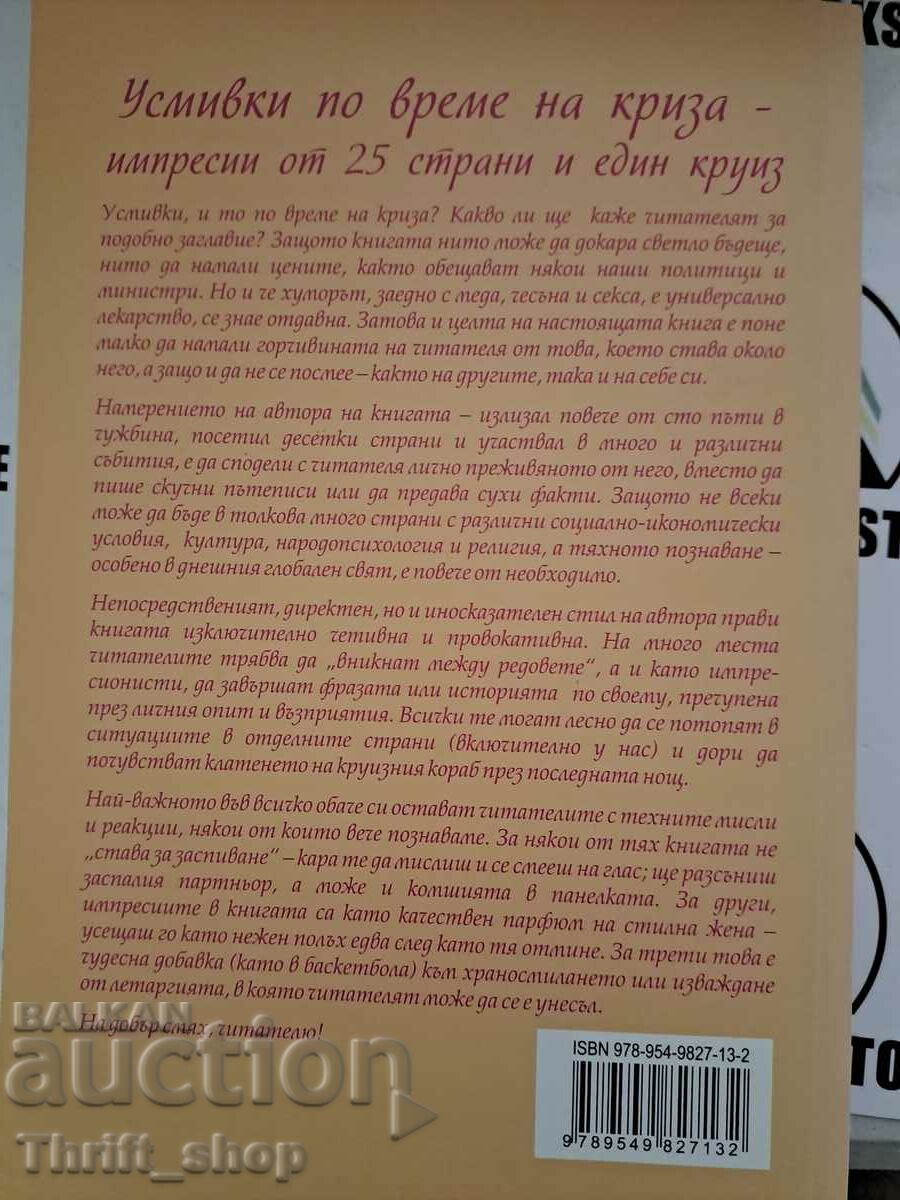 Усмивки по време на криза -
импресии от 25 страни и един круиз
Усмивки, и то по време на криза? Какво ли ще каже читателят за
подобно заглавие? Защото книгата нито може да докара светло бъдеще,
нито да намали цените, както обещават някои наши политици и
министри. Но и че хуморът, заедно с меда, чесъна и секса, е универсално
лекарство, се знае отдавна. Затова и целта на настоящата книга е поне
малко да намали горчивината на читателя от това, което става около
него, а защо и да не се посмее – както на другите, така и на себе си.
Намерението на автора на книгата – излизал повече от сто пъти в
чужбина, посетил десетки страни и участвал в много и различни
събития, е да сподели с читателя лично преживяното от него, вместо да
пише скучни пътеписи или да предава сухи факти. Защото не всеки
може да бъде в толкова много страни с различни социално-икономически
условия, култура, народопсихология и религия, а тяхното познаване –
особено в днешния глобален свят, е повече от необходимо.
Непосредственият, директен, но и иносказателен стил на автора прави
книгата изключително четивна и провокативна. На много места
читателите трябва да „вникнат между редовете“, а и като импре-
сионисти, да завършат фразата или историята по своему, пречупена
през личния опит и възприятия. Всички те могат лесно да се потопят в
ситуациите в отделните страни (включително у нас) и дори да
почувстват клатенето на круизния кораб през последната нощ.
Най-важното във всичко обаче си остават читателите с техните мисли
и реакции, някои от които вече познаваме. За някои от тях книгата не
„става за заспиване“ – кара те да мислиш и се смееш на глас; ще разсъниш
заспалия партньор, а може и комшията в панелката. За други,
импресиите в книгата са като качествен парфюм на стилна жена –
усещаш го като нежен полъх едва след като тя отмине. За трети това е
чудесна добавка (като в баскетбола) към храносмилането или изваждане
от летаргията, в която читателят може да се е унесъл.
На добър смях, читателю!
ISBN 978-954-9827-13-2
9 789549 827132
BALKAN
auction
Thrift_shop
KS
E
ST
TO